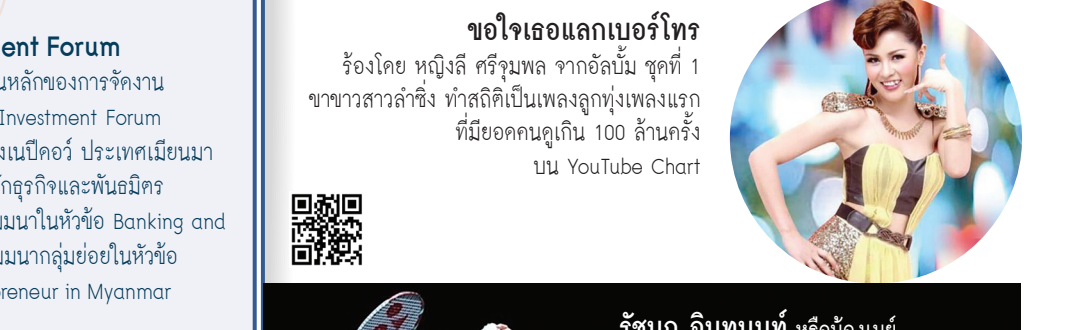 ent Forum
นหลักของการจัดงาน
Investment Forum
งเนปีดอว์ ประเทศเมียนมา
ักธุรกิจและพันธมิตร
มมนาในหัวข้อ Banking and
มมนากลุ่มย่อยในหัวข้อ
reneur in Myanmar
ขอใจเธอแลกเบอร์โทร
ร้องโดย หญิงลี ศรีจุมพล จากอัลบั้ม ชุดที่ 1
ขาขาวสาวลำซิ่ง ทำสถิติเป็นเพลงลูกทุ่งเพลงแรก
ที่มียอดคนดูเกิน 100 ล้านครั้ง
บน YouTube Chart